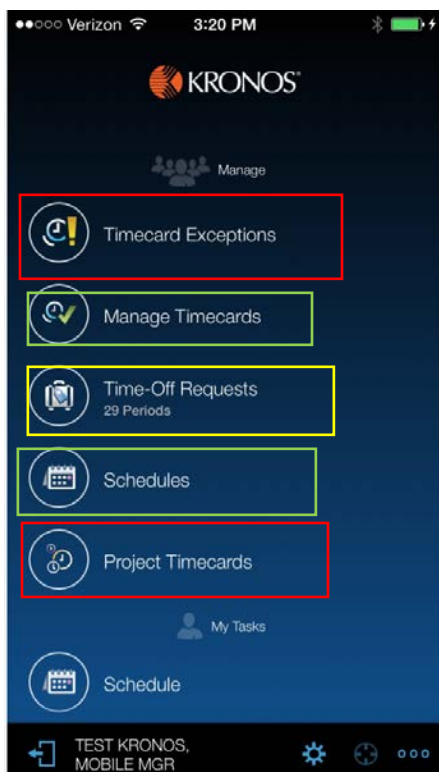 Verizon 3:20 PM
KRONOS
Manage
Timecard Exceptions
Manage Timecards
Time-Off Requests
29 Periods
Schedules
Project Timecards
My Tasks
Schedule
TEST KRONOS,
MOBILE MGR